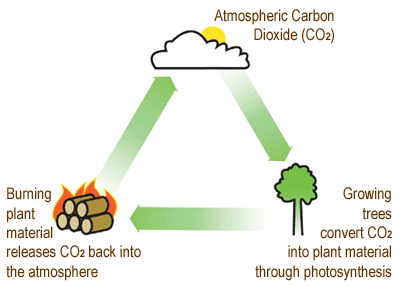 Atmospheric Carbon
Dioxide (CO₂)
Burning
plant
material
releases CO₂ back into
the atmosphere
Growing
trees
convert CO₂
into plant material
through photosynthesis